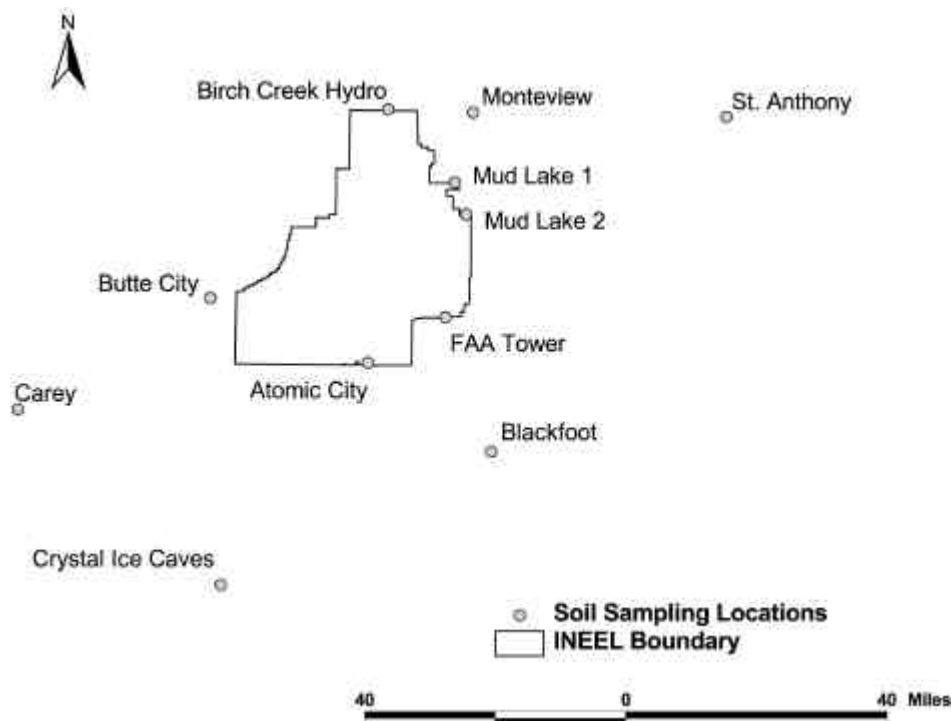 N
Birch Creek Hydro
Monteview
St. Anthony
Mud Lake 1
Mud Lake 2
Butte City
FAA Tower
Atomic City
Carey
Blackfoot
Crystal Ice Caves
Soil Sampling Locations
INEEL Boundary
40 0 40 Miles